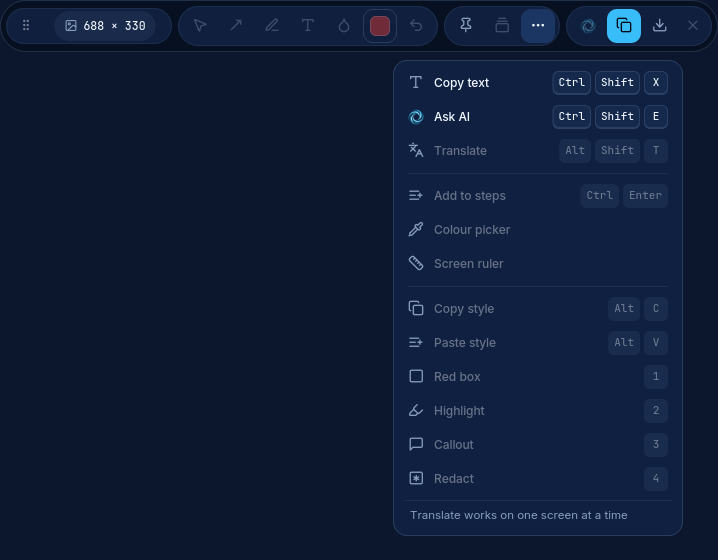 688 × 330
Copy text Ctrl Shift X
Ask AI Ctrl Shift E
Translate Alt Shift T
Add to steps Ctrl Enter
Colour picker
Screen ruler
Copy style Alt C
Paste style Alt V
Red box 1
Highlight 2
Callout 3
Redact 4
Translate works on one screen at a time